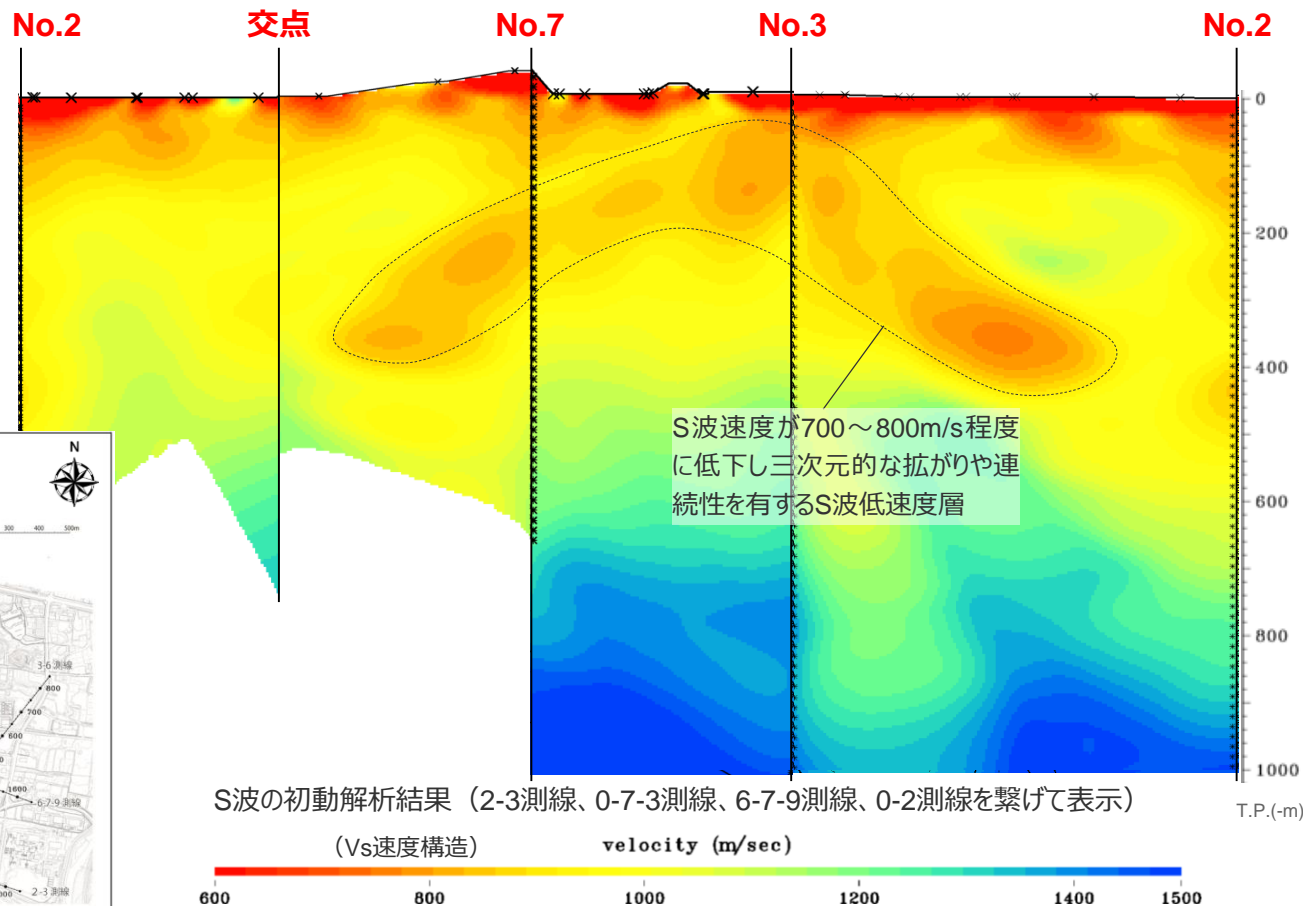 No.2 交点 No.7 No.3 No.2
0
200
400
S波速度が700～800m/s程度
に低下し三次元的な拡がりや連
続性を有するS波低速度層
600
800
1000
T.P.(-m)
N
300 400 500m
3-6 測線
800
700
600
1600
6-7-9 測線
2-3 測線
S波の初動解析結果（2-3測線、0-7-3測線、6-7-9測線、0-2測線を繋げて表示）
（Vs速度構造） velocity (m/sec)
600 800 1000 1200 1400 1500